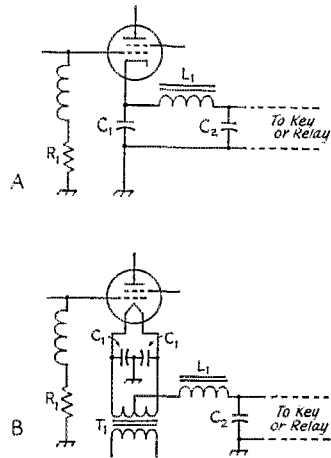 L₁
C₁
C₂
To Key
or Relay
R₁
A
C₁
C₁
L₁
R₁
C₂
To Key
or Relay
B
T₁